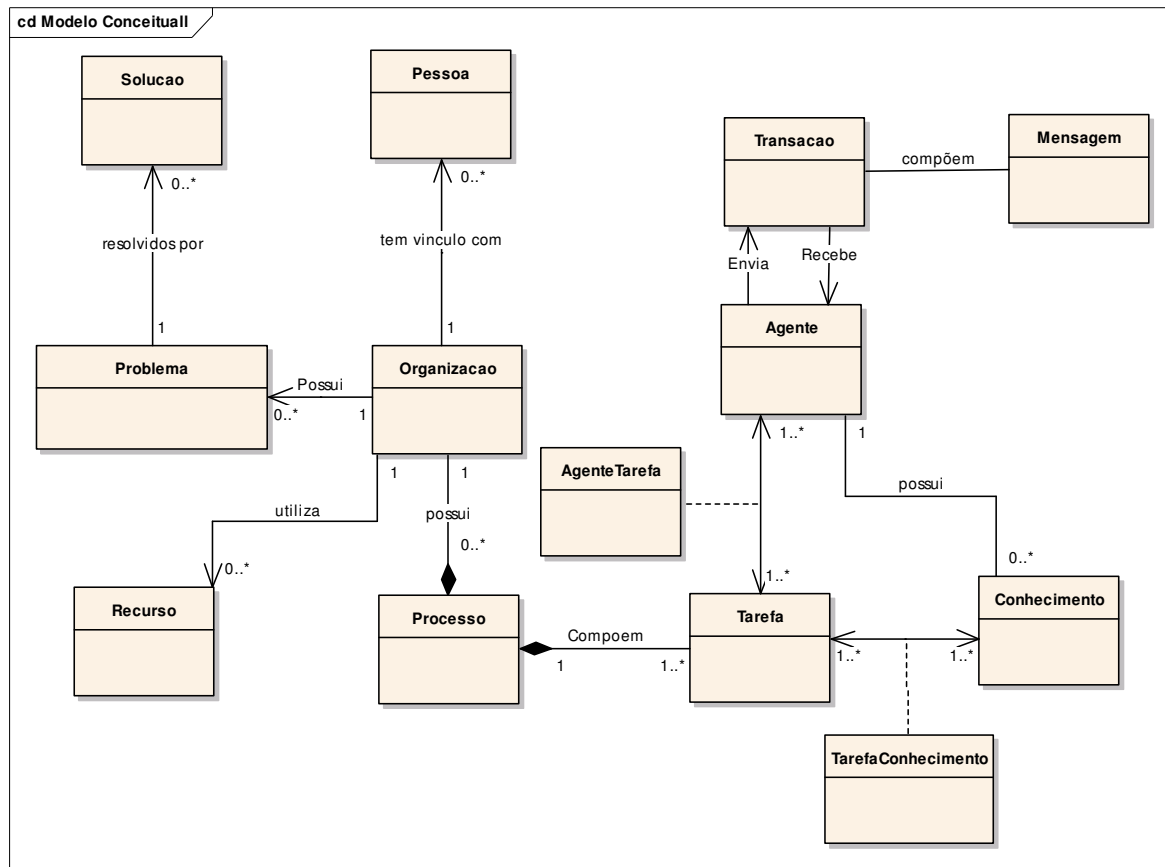 cd Modelo Conceituall
Solucao
Pessoa
Transacao
Mensagem
compõem
0..*
0..*
resolvidos por
tem vinculo com
Envia
Recebe
1
1
Agente
Problema
Organizacao
Possui
0..*
1
1..*
1
1
1
AgenteTarefa
possui
utiliza
possui
0..*
0..*
0..*
1..*
Recurso
Processo
Tarefa
Conhecimento
Compoem
1
1..*
1..*
1..*
TarefaConhecimento